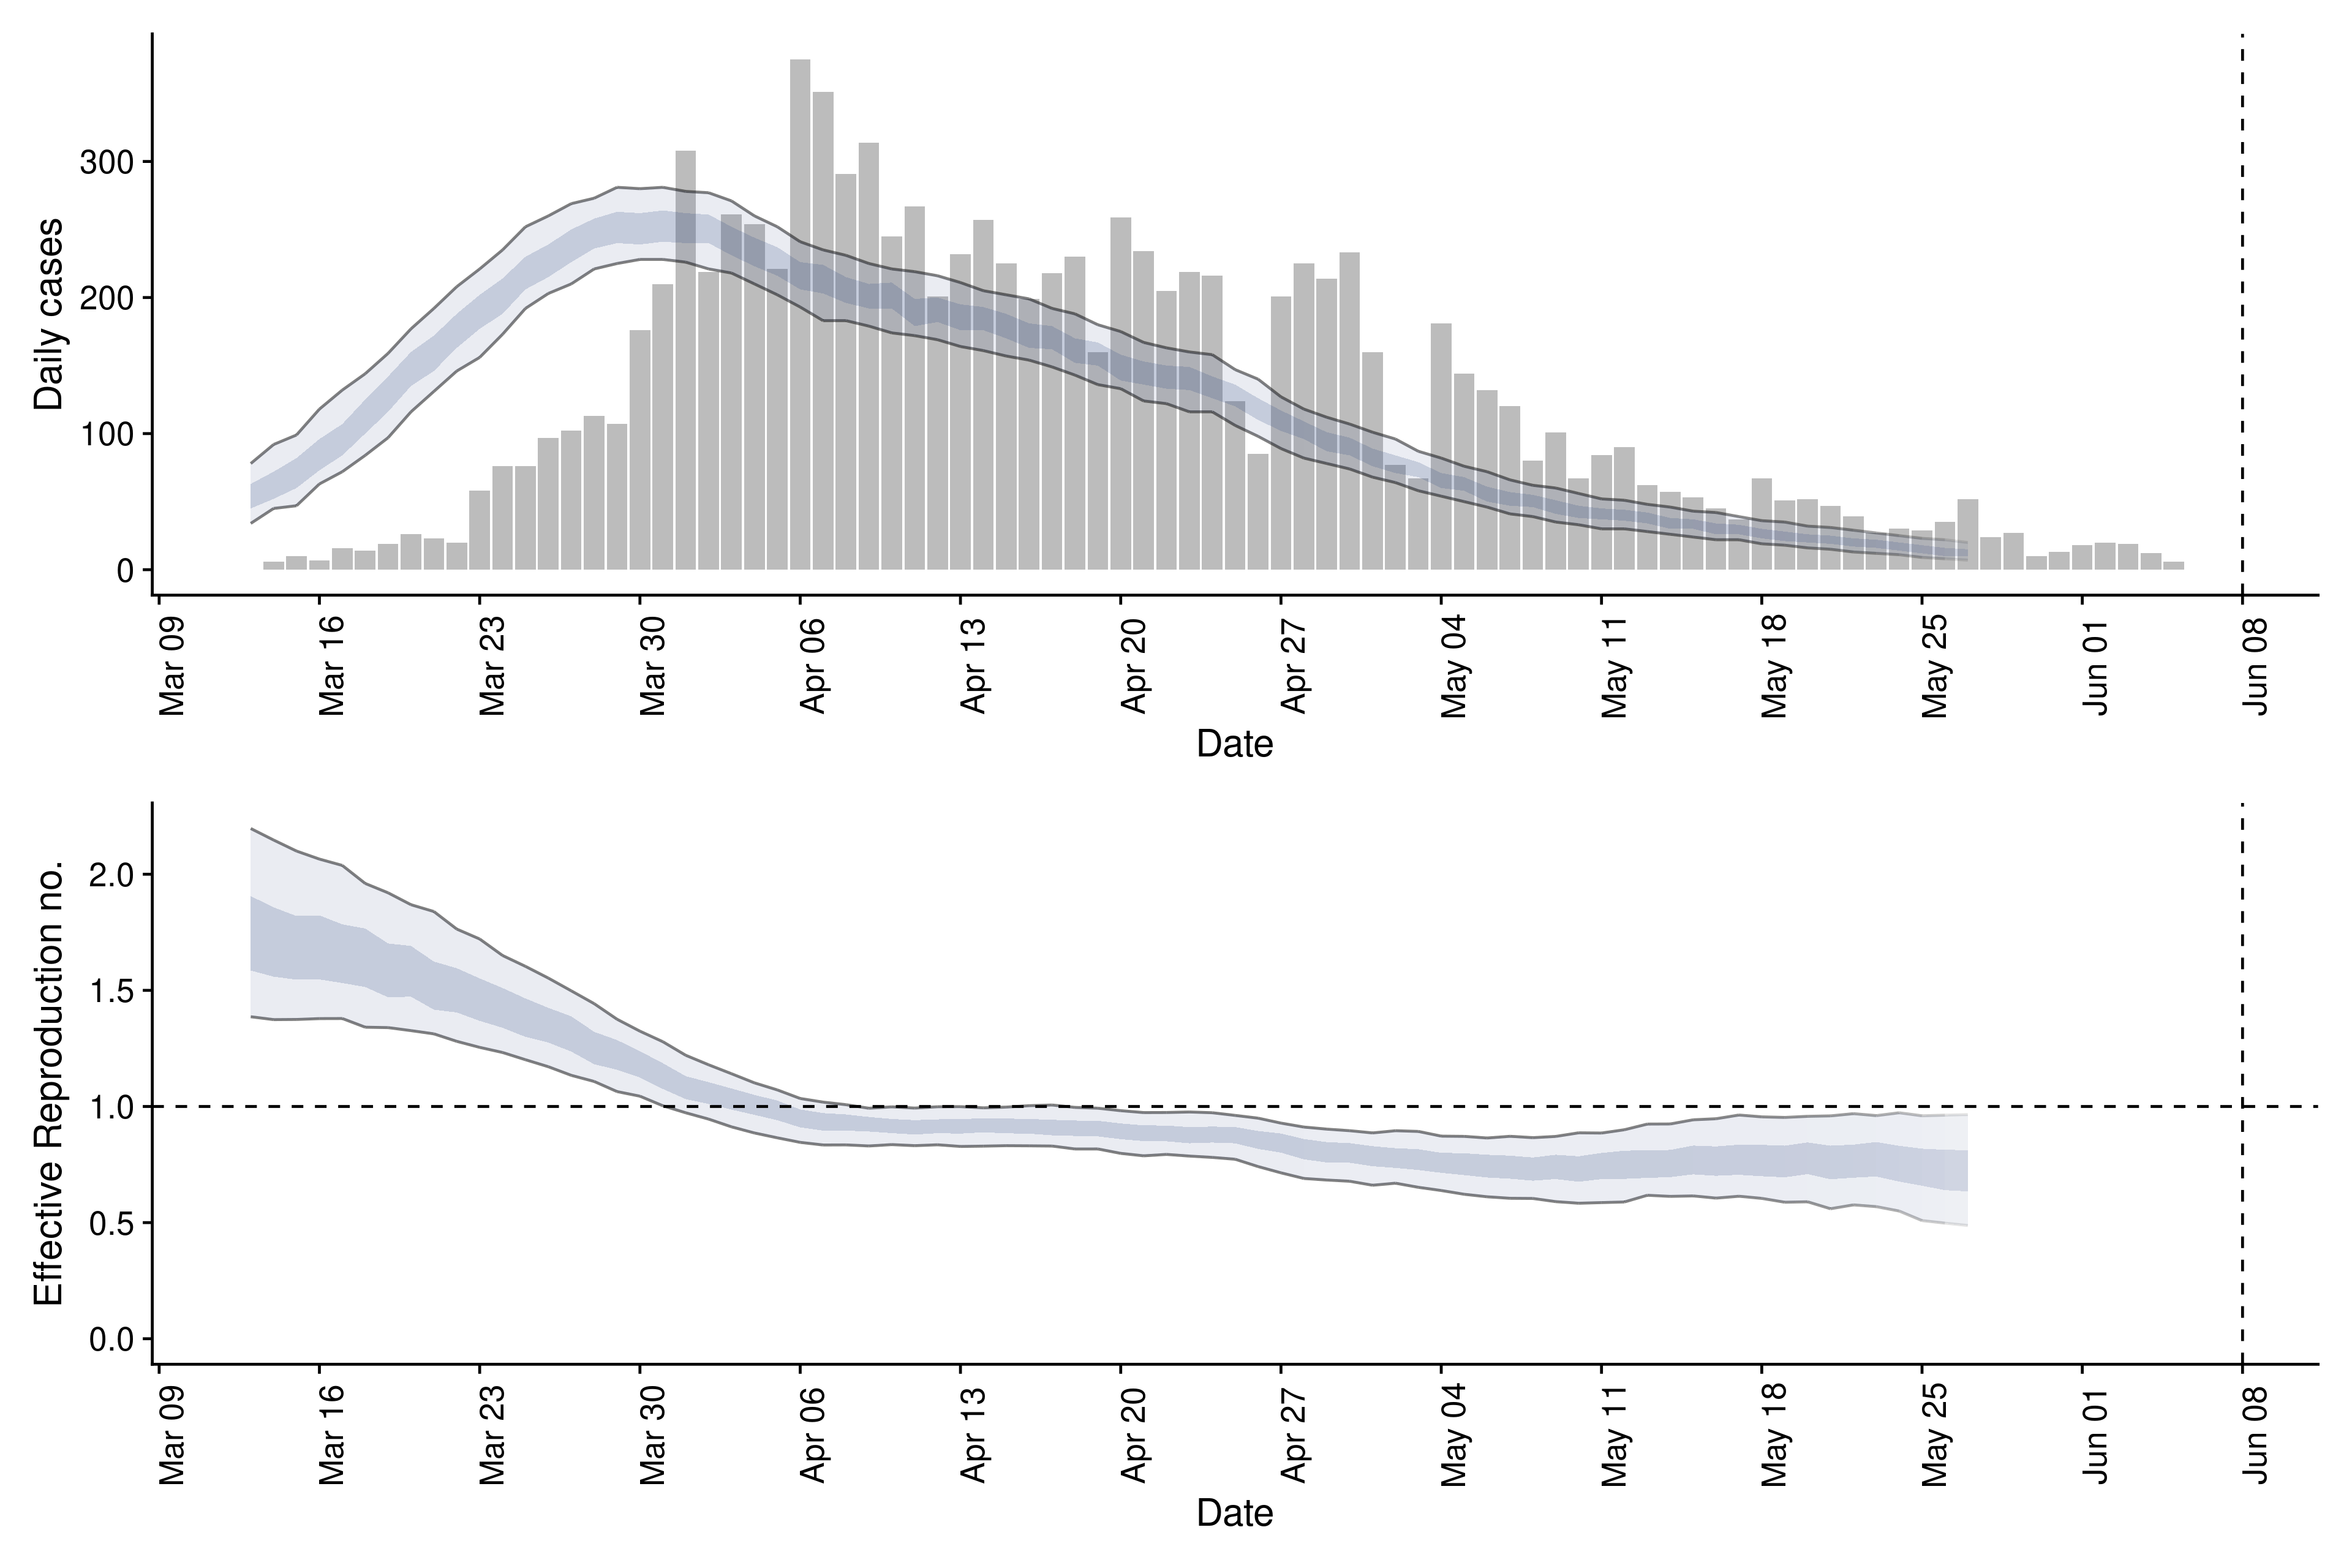 Daily cases
300
200
100
0
Mar 09
Mar 16
Mar 23
Mar 30
Apr 06
Apr 13
Apr 20
Apr 27
May 04
May 11
May 18
May 25
Jun 01
Jun 08
Date
Effective Reproduction no.
2.0
1.5
1.0
0.5
0.0
Mar 09
Mar 16
Mar 23
Mar 30
Apr 06
Apr 13
Apr 20
Apr 27
May 04
May 11
May 18
May 25
Jun 01
Jun 08
Date